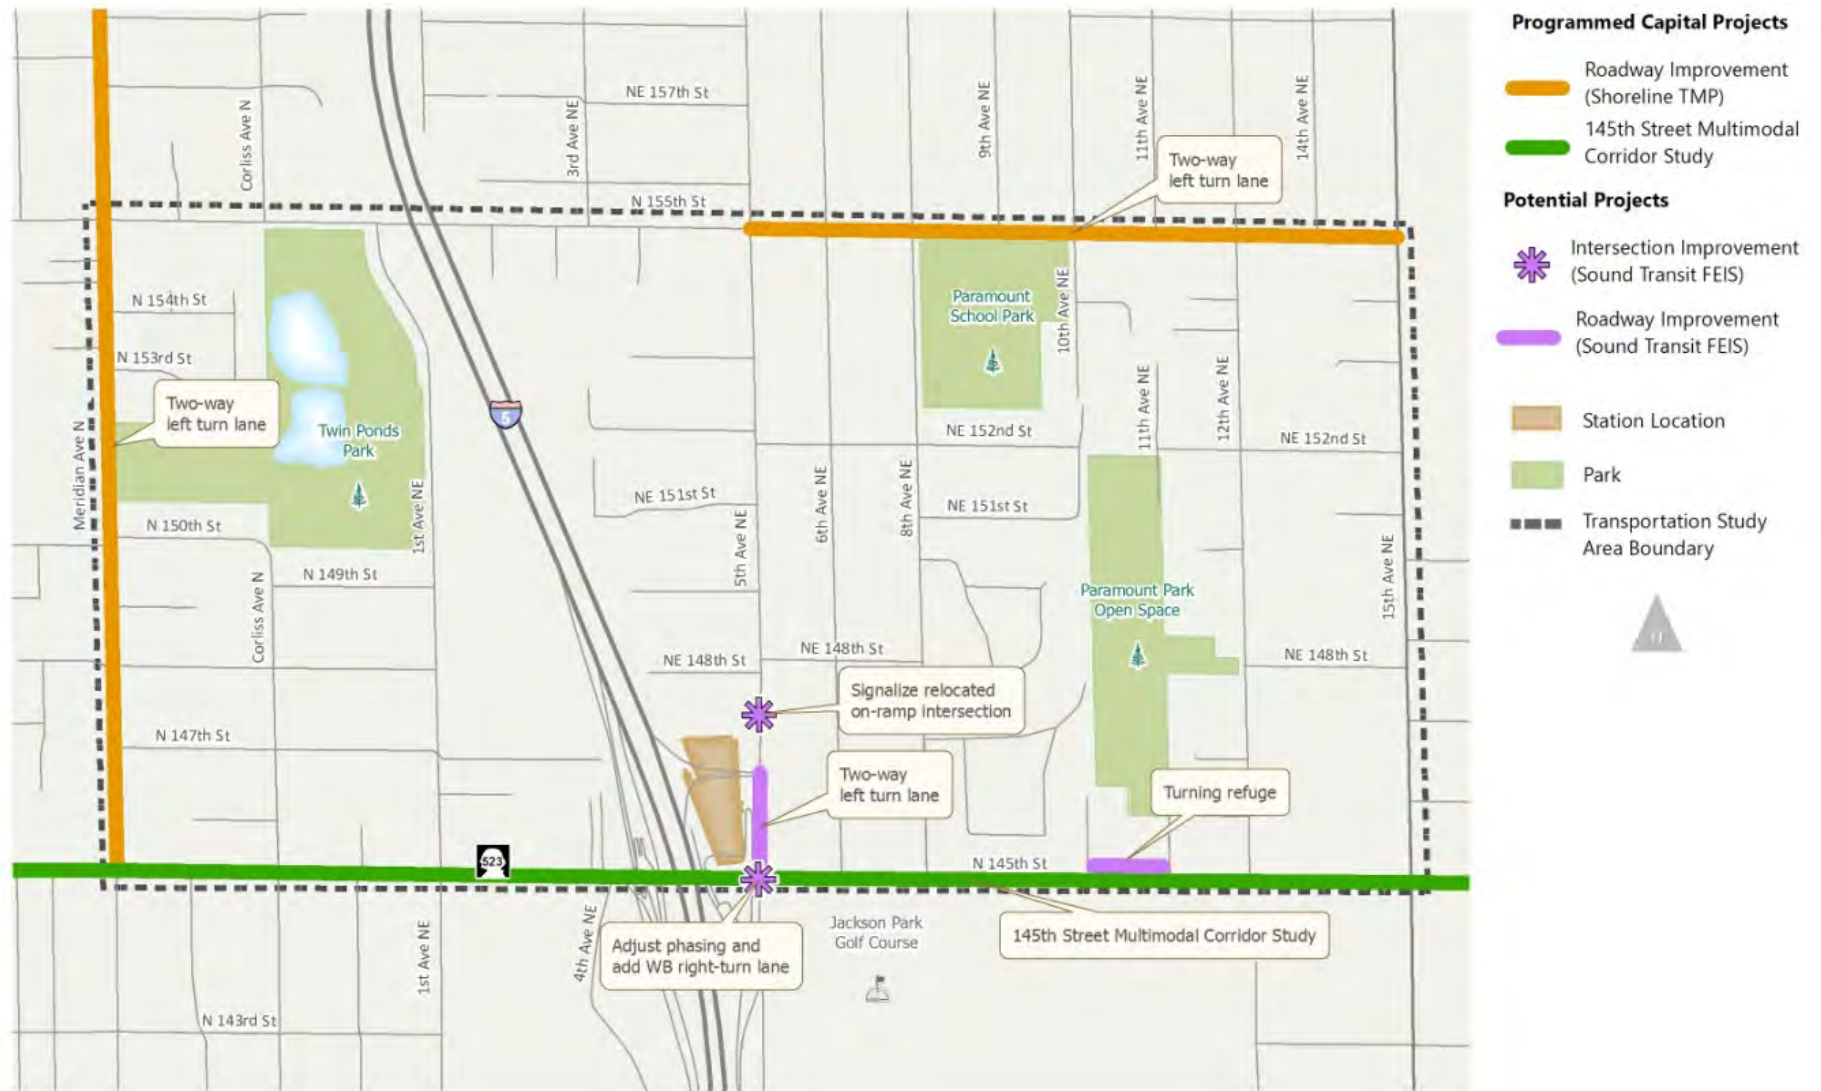 Programmed Capital Projects
Roadway Improvement
(Shoreline TMP)
145th Street Multimodal
Corridor Study
Potential Projects
Intersection Improvement
(Sound Transit FEIS)
Roadway Improvement
(Sound Transit FEIS)
Station Location
Park
Transportation Study
Area Boundary
NE 157th St
Corliss Ave N
3rd Ave NE
9th Ave NE
11th Ave NE
14th Ave NE
Two-way
left turn lane
N 155th St
N 154th St
N 153rd St
Paramount
School Park
10th Ave NE
Two-way
left turn lane
5
Twin Ponds
Park
Meridian Ave N
1st Ave NE
N 150th St
N 149th St
Corliss Ave N
NE 152nd St
NE 152nd St
11th Ave NE
12th Ave NE
NE 151st St
NE 151st St
5th Ave NE
6th Ave NE
8th Ave NE
15th Ave NE
Paramount Park
Open Space
NE 148th St
NE 148th St
NE 148th St
Signalize relocated
on-ramp intersection
N 147th St
Two-way
left turn lane
Turning refuge
523
N 145th St
Adjust phasing and
add WB right-turn lane
Jackson Park
Golf Course
145th Street Multimodal Corridor Study
1st Ave NE
4th Ave NE
N 143rd St